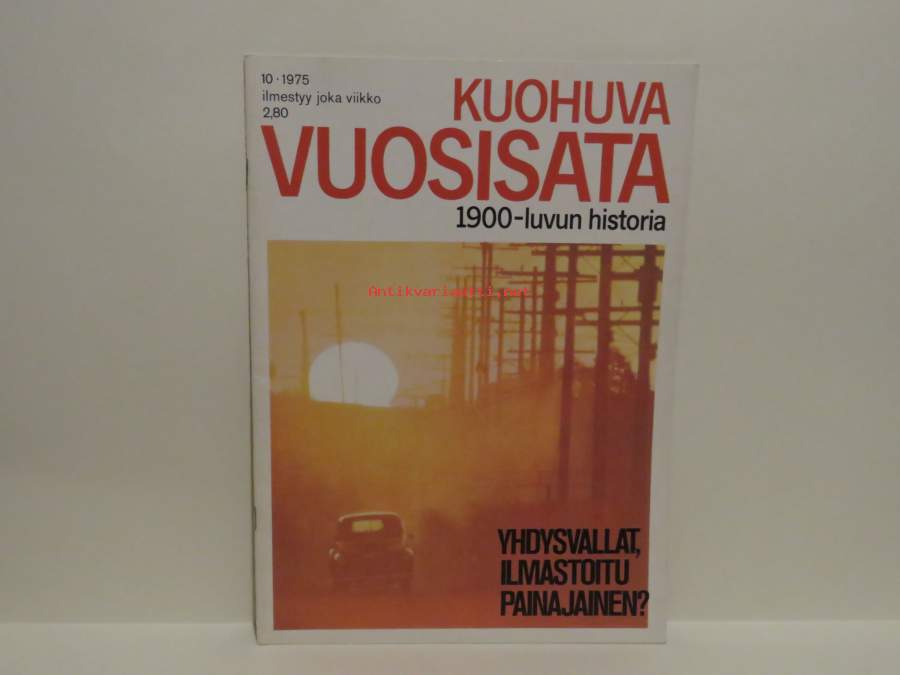 10 · 1975
ilmestyy joka viikko
2,80
KUOHUVA
VUOSISATA
1900-luvun historia
Antikvariaatti.net
YHDYSVALLAT,
ILMASTOITU
PAINAJAINEN?